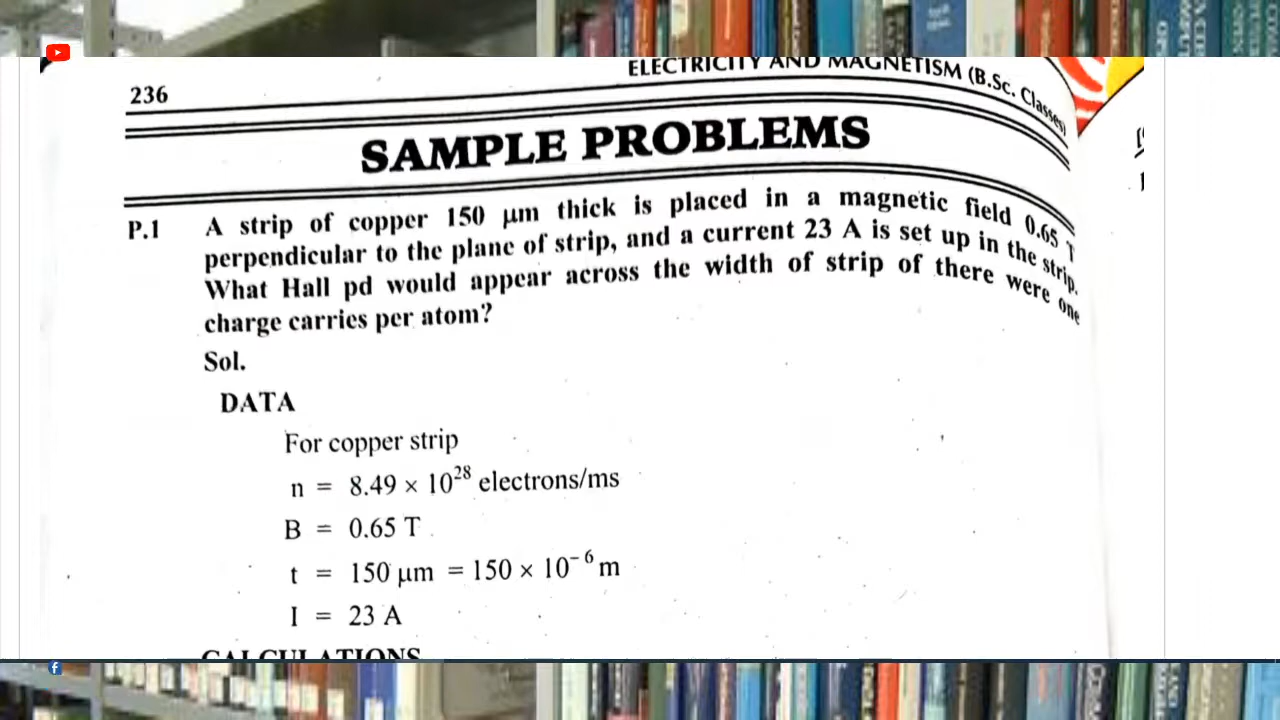 ELECTRICITY AND MAGNETISM (B.Sc. Classes)
236
SAMPLE PROBLEMS
P.1 A strip of copper 150 μm thick is placed in a magnetic field 0.65 T
perpendicular to the plane of strip, and a current 23 A is set up in the strip.
What Hall pd would appear across the width of strip of there were one
charge carries per atom?
Sol.
DATA
For copper strip
n = 8.49 × 10²⁸ electrons/ms
B = 0.65 T
t = 150 μm = 150 × 10⁻⁶ m
I = 23 A
CALCULATIONS